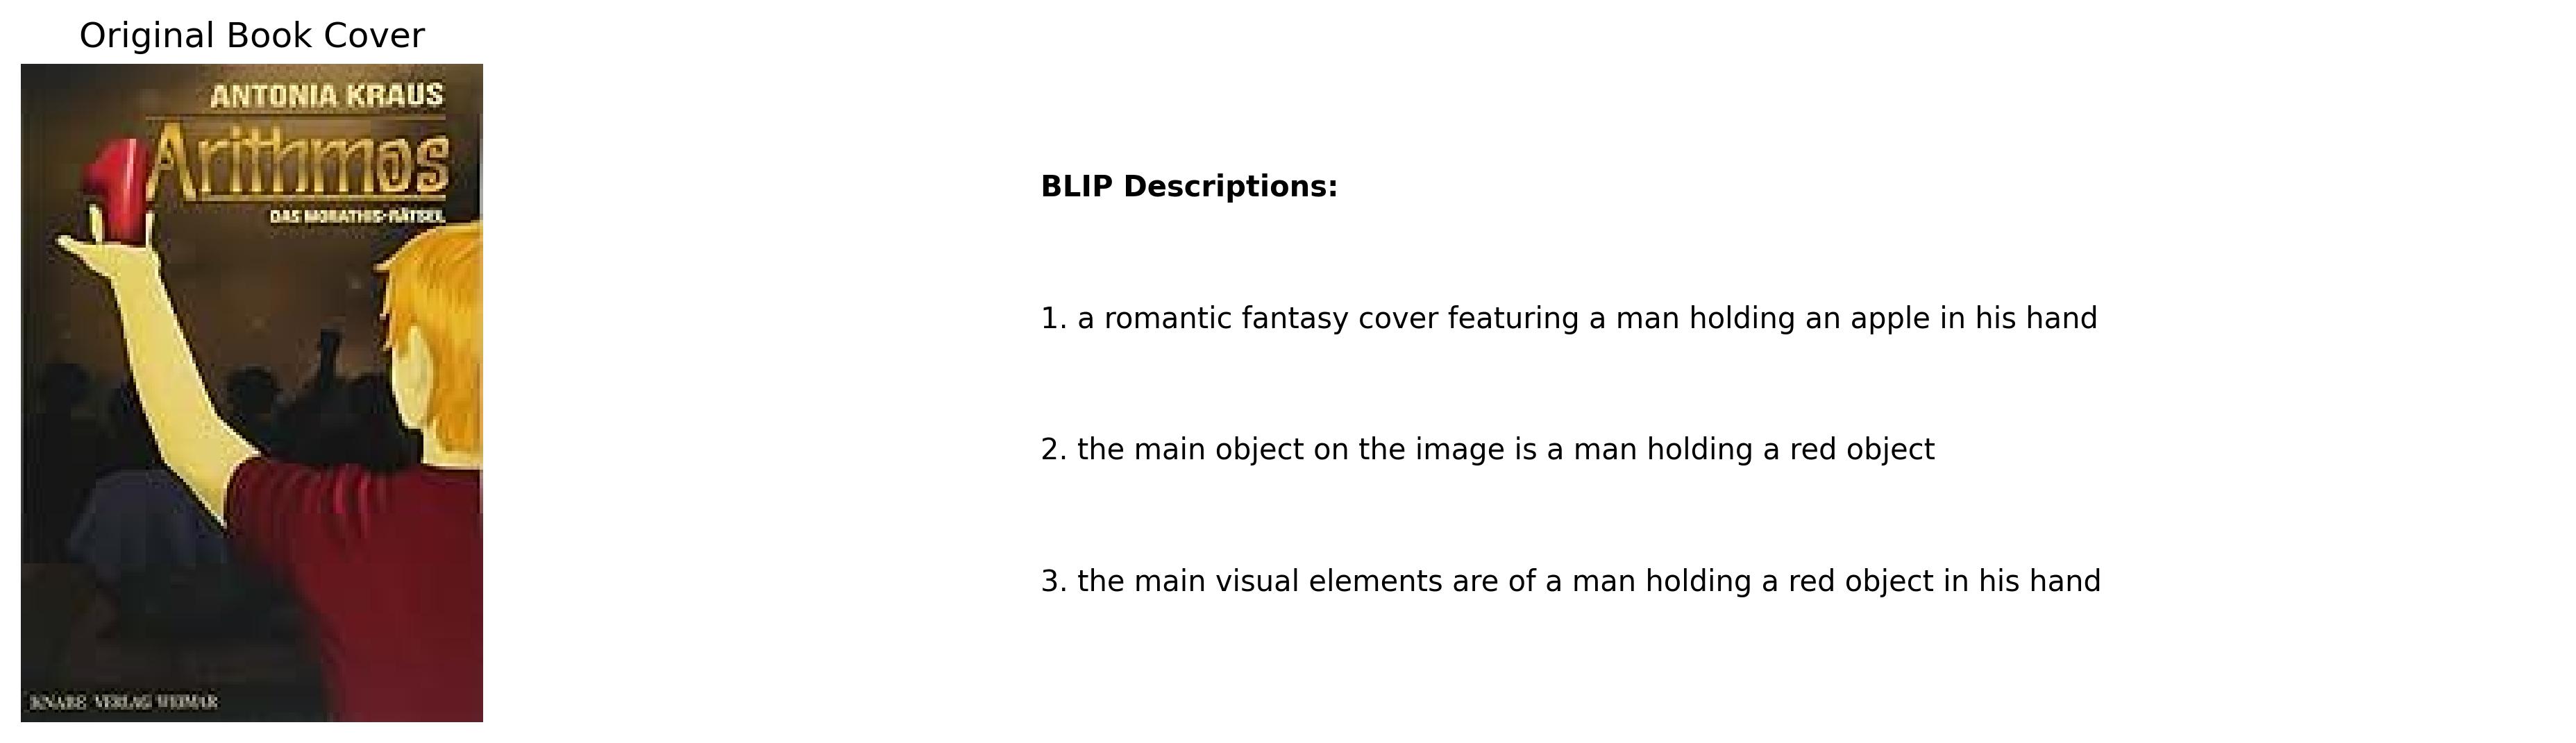 Original Book Cover
ANTONIA KRAUS
1
Arithmos
DAS MORATHIS-RÄTSEL
KNABE VERLAG WEIMAR
BLIP Descriptions:
1. a romantic fantasy cover featuring a man holding an apple in his hand
2. the main object on the image is a man holding a red object
3. the main visual elements are of a man holding a red object in his hand